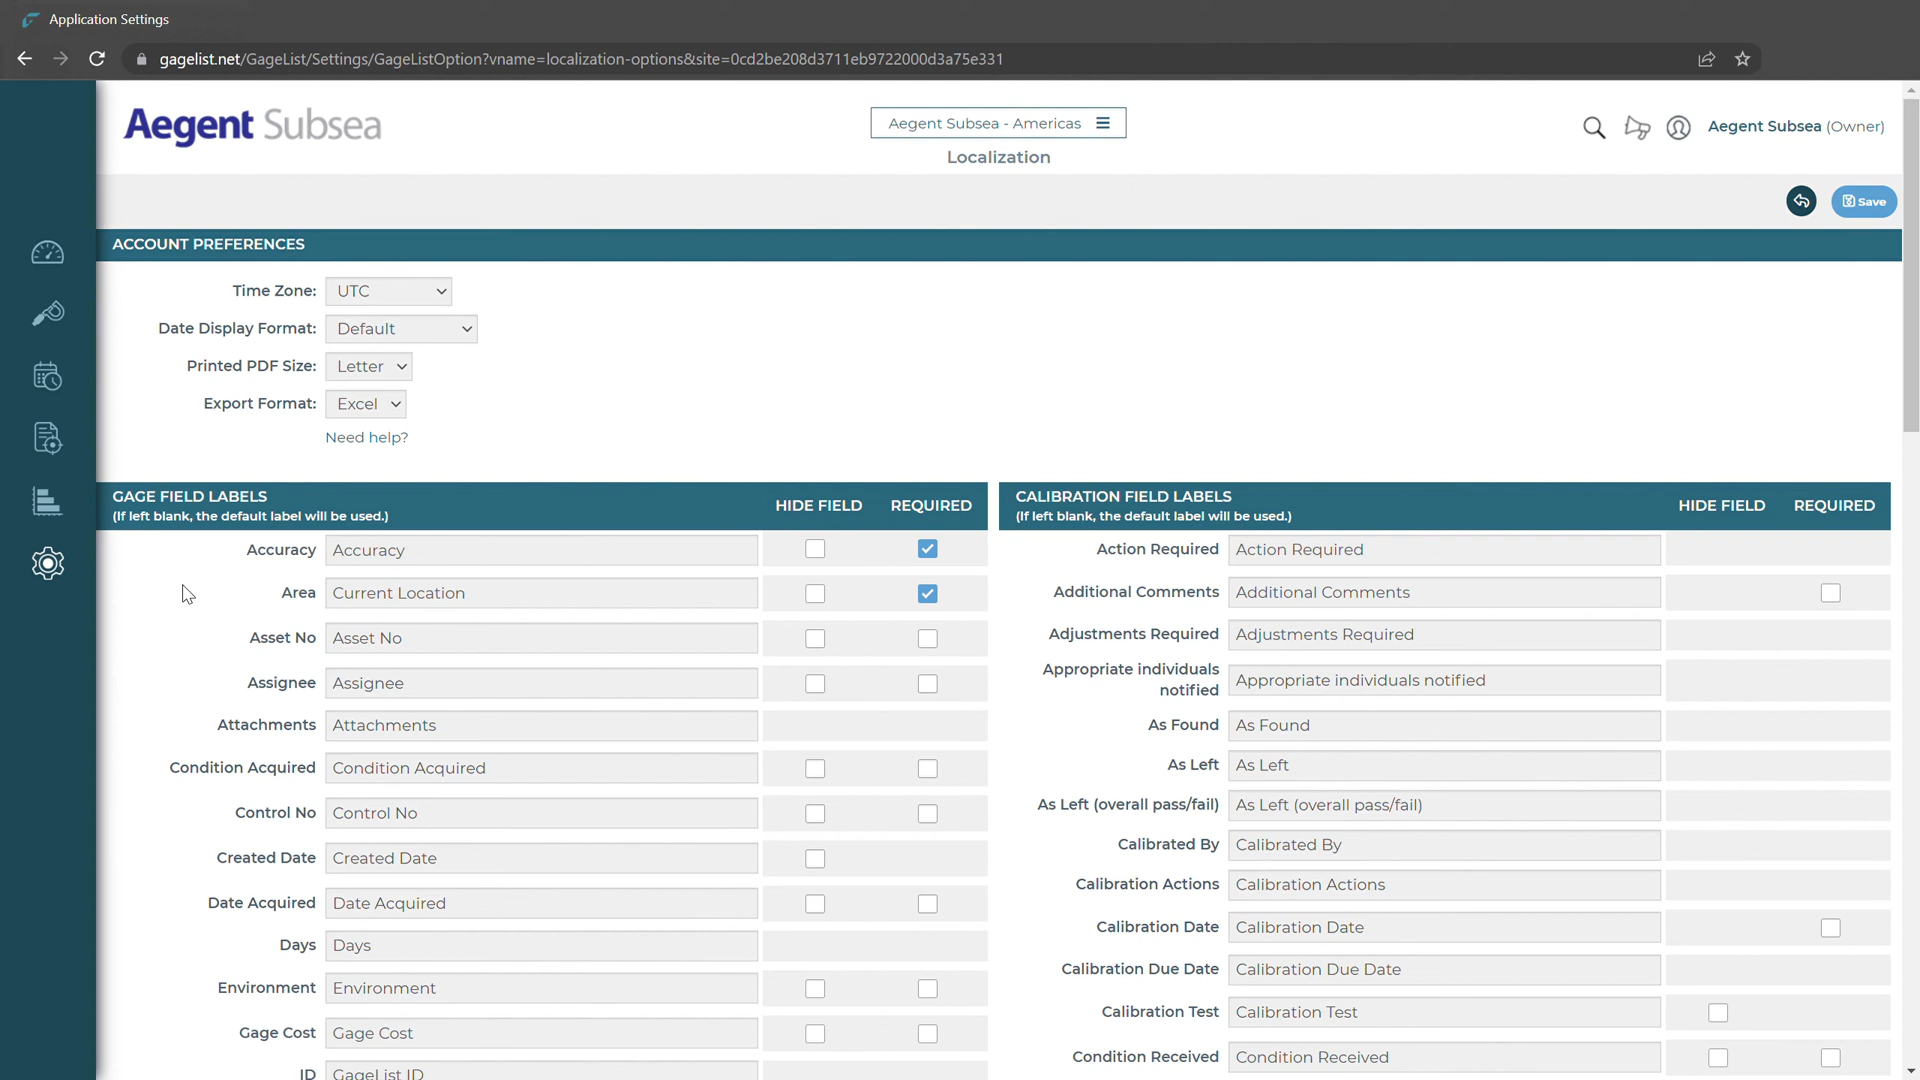 Application Settings
gagelist.net/GageList/Settings/GageListOption?vname=localization-options&site=0cd2be208d3711eb9722000d3a75e331
Aegent Subsea
Aegent Subsea - Americas
Localization
Aegent Subsea (Owner)
Save
ACCOUNT PREFERENCES
Time Zone: UTC
Date Display Format: Default
Printed PDF Size: Letter
Export Format: Excel
Need help?
GAGE FIELD LABELS
(If left blank, the default label will be used.)
HIDE FIELD REQUIRED
Accuracy Accuracy
Area Current Location
Asset No Asset No
Assignee Assignee
Attachments Attachments
Condition Acquired Condition Acquired
Control No Control No
Created Date Created Date
Date Acquired Date Acquired
Days Days
Environment Environment
Gage Cost Gage Cost
ID GageList ID
CALIBRATION FIELD LABELS
(If left blank, the default label will be used.)
HIDE FIELD REQUIRED
Action Required Action Required
Additional Comments Additional Comments
Adjustments Required Adjustments Required
Appropriate individuals
notified Appropriate individuals notified
As Found As Found
As Left As Left
As Left (overall pass/fail) As Left (overall pass/fail)
Calibrated By Calibrated By
Calibration Actions Calibration Actions
Calibration Date Calibration Date
Calibration Due Date Calibration Due Date
Calibration Test Calibration Test
Condition Received Condition Received